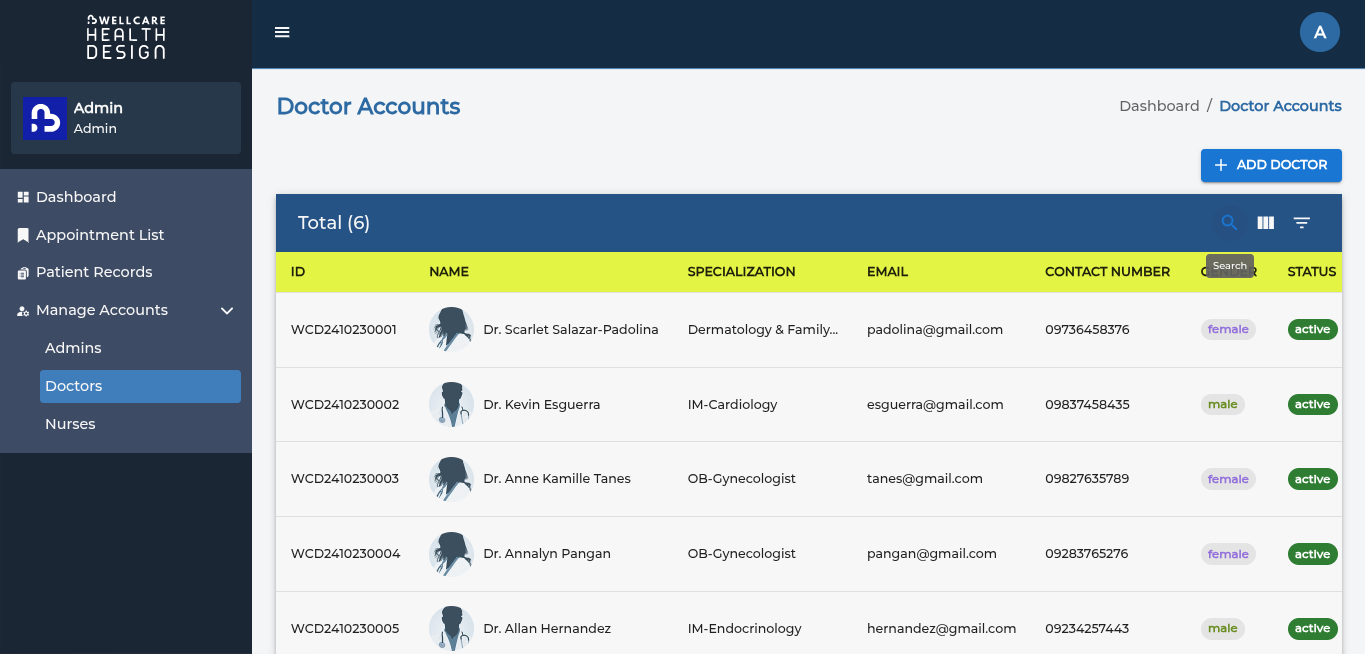 WELLCARE
HEALTH
DESIGN
A
Admin
Admin
Dashboard
Appointment List
Patient Records
Manage Accounts
Admins
Doctors
Nurses
Doctor Accounts
Dashboard / Doctor Accounts
+ ADD DOCTOR
Total (6)
Search
ID NAME SPECIALIZATION EMAIL CONTACT NUMBER STATUS
WCD2410230001 Dr. Scarlet Salazar-Padolina Dermatology & Family... padolina@gmail.com 09736458376 female active
WCD2410230002 Dr. Kevin Esguerra IM-Cardiology esguerra@gmail.com 09837458435 male active
WCD2410230003 Dr. Anne Kamille Tanes OB-Gynecologist tanes@gmail.com 09827635789 female active
WCD2410230004 Dr. Annalyn Pangan OB-Gynecologist pangan@gmail.com 09283765276 female active
WCD2410230005 Dr. Allan Hernandez IM-Endocrinology hernandez@gmail.com 09234257443 male active